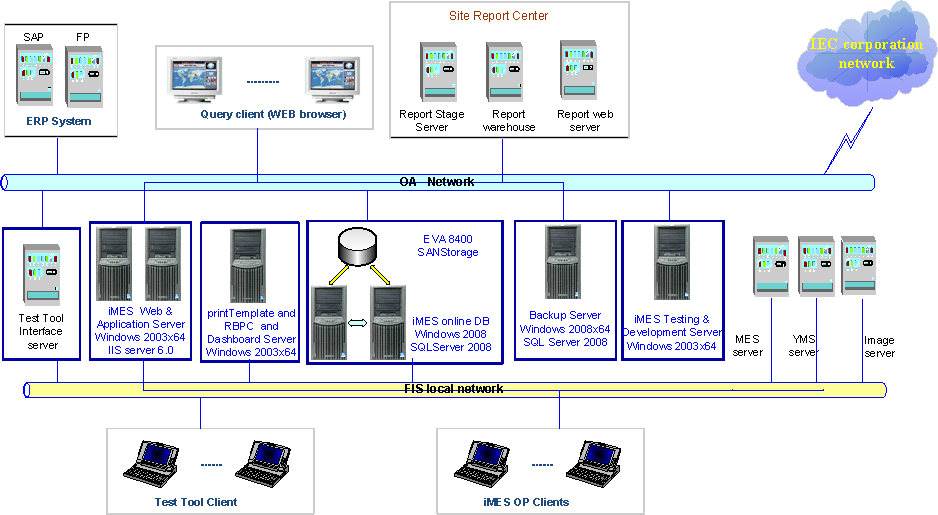 SAP
FP
ERP System
Query client (WEB browser)
Site Report Center
Report Stage
Server
Report
warehouse
Report web
server
IEC corporation
network
OA Network
Test Tool
Interface
server
iMES Web &
Application Server
Windows 2003x64
IIS server 6.0
printTemplate and
RBPC and
Dashboard Server
Windows 2003x64
EVA 8400
SANStorage
iMES online DB
Windows 2008
SQLServer 2008
Backup Server
Windows 2008x64
SQL Server 2008
iMES Testing &
Development Server
Windows 2003x64
MES
server
YMS
server
Image
server
FIS local network
Test Tool Client
iMES OP Clients